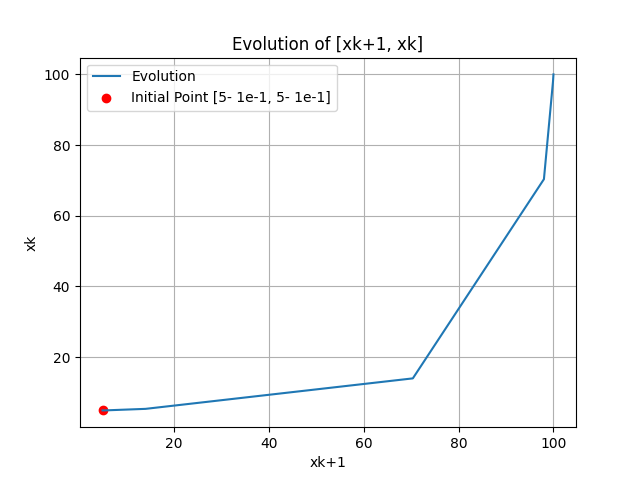 Evolution of [xk+1, xk]
Evolution
Initial Point [5- 1e-1, 5- 1e-1]
100
80
60
40
20
xk
20 40 60 80 100
xk+1